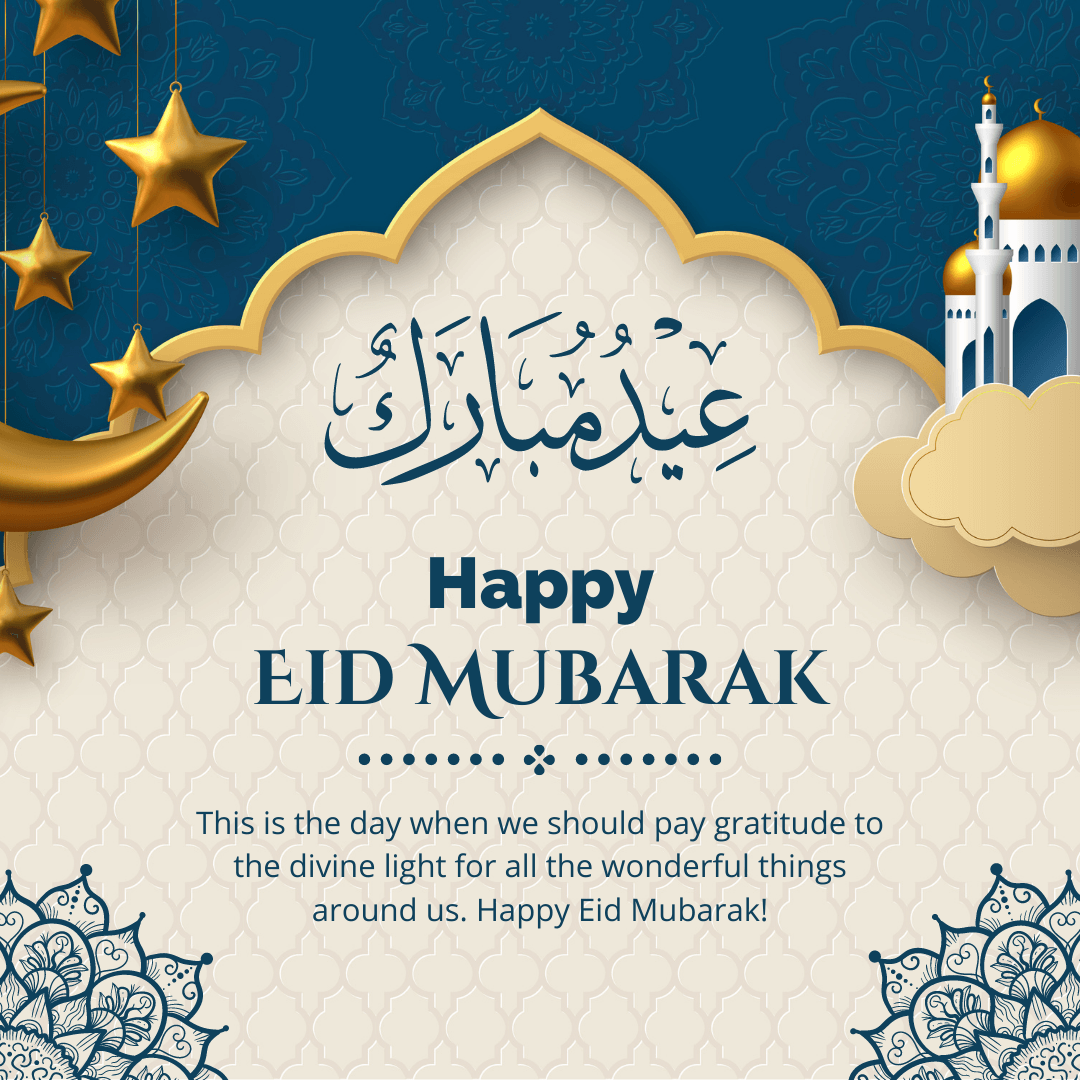 عِيْدُمُبَارَكٌ
Happy
EID MUBARAK
This is the day when we should pay gratitude to
the divine light for all the wonderful things
around us. Happy Eid Mubarak!